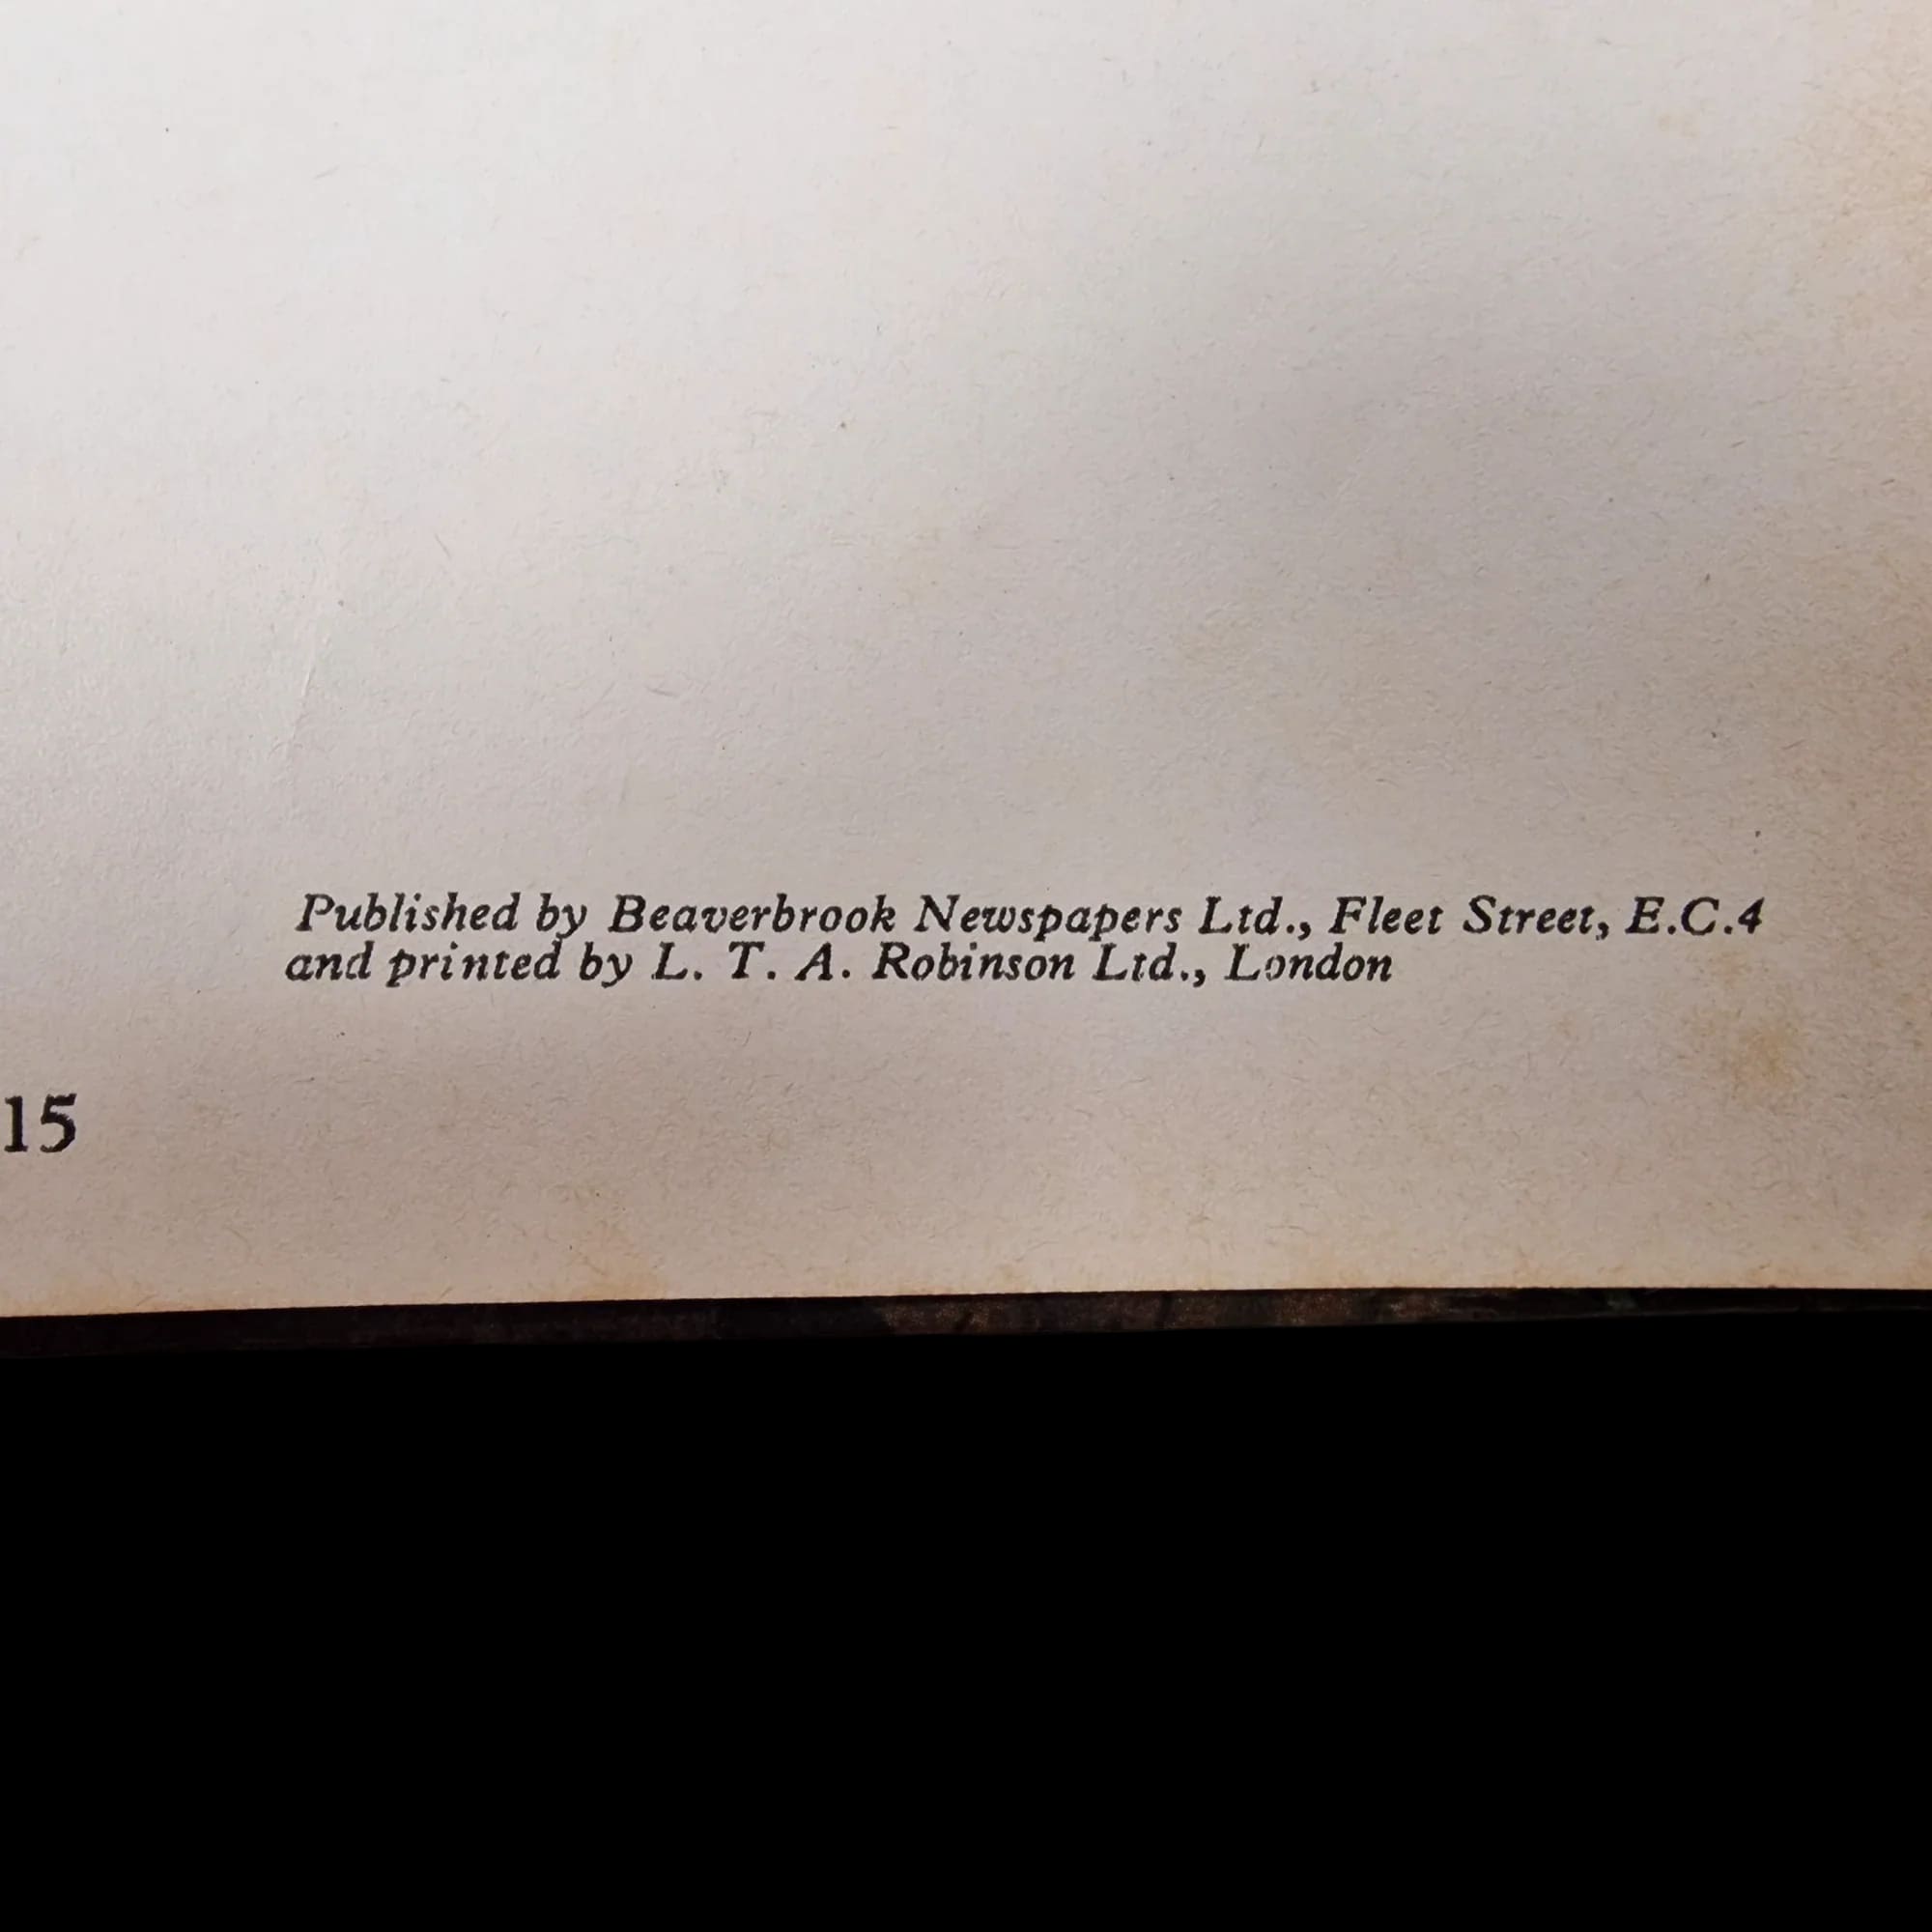 Published by Beaverbrook Newspapers Ltd., Fleet Street, E.C.4
and printed by L. T. A. Robinson Ltd., London
15